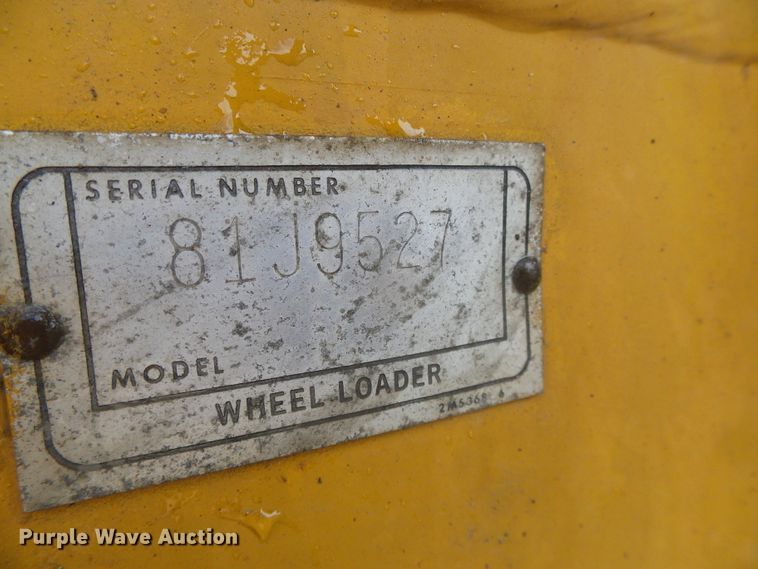 SERIAL NUMBER
81J9527
MODEL
WHEEL LOADER
Purple Wave Auction